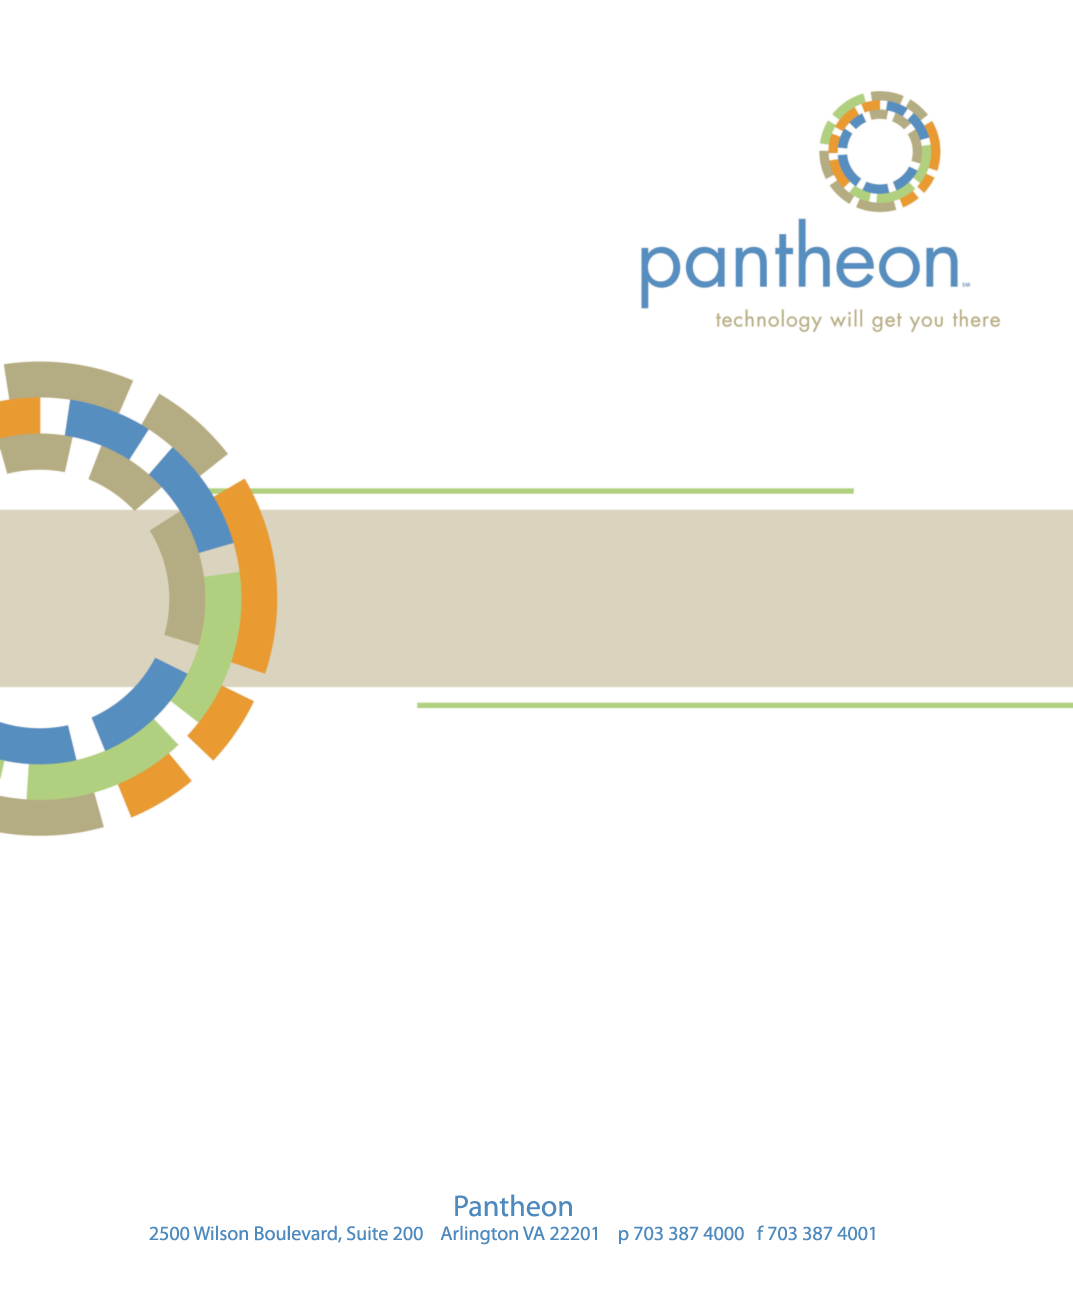 pantheon℠
technology will get you there
Pantheon
2500 Wilson Boulevard, Suite 200 Arlington VA 22201 p 703 387 4000 f 703 387 4001